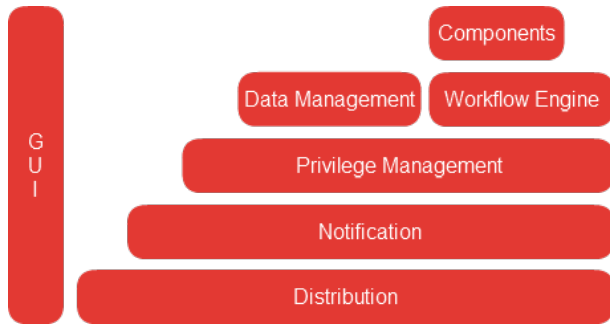 G
U
I
Components
Data Management
Workflow Engine
Privilege Management
Notification
Distribution